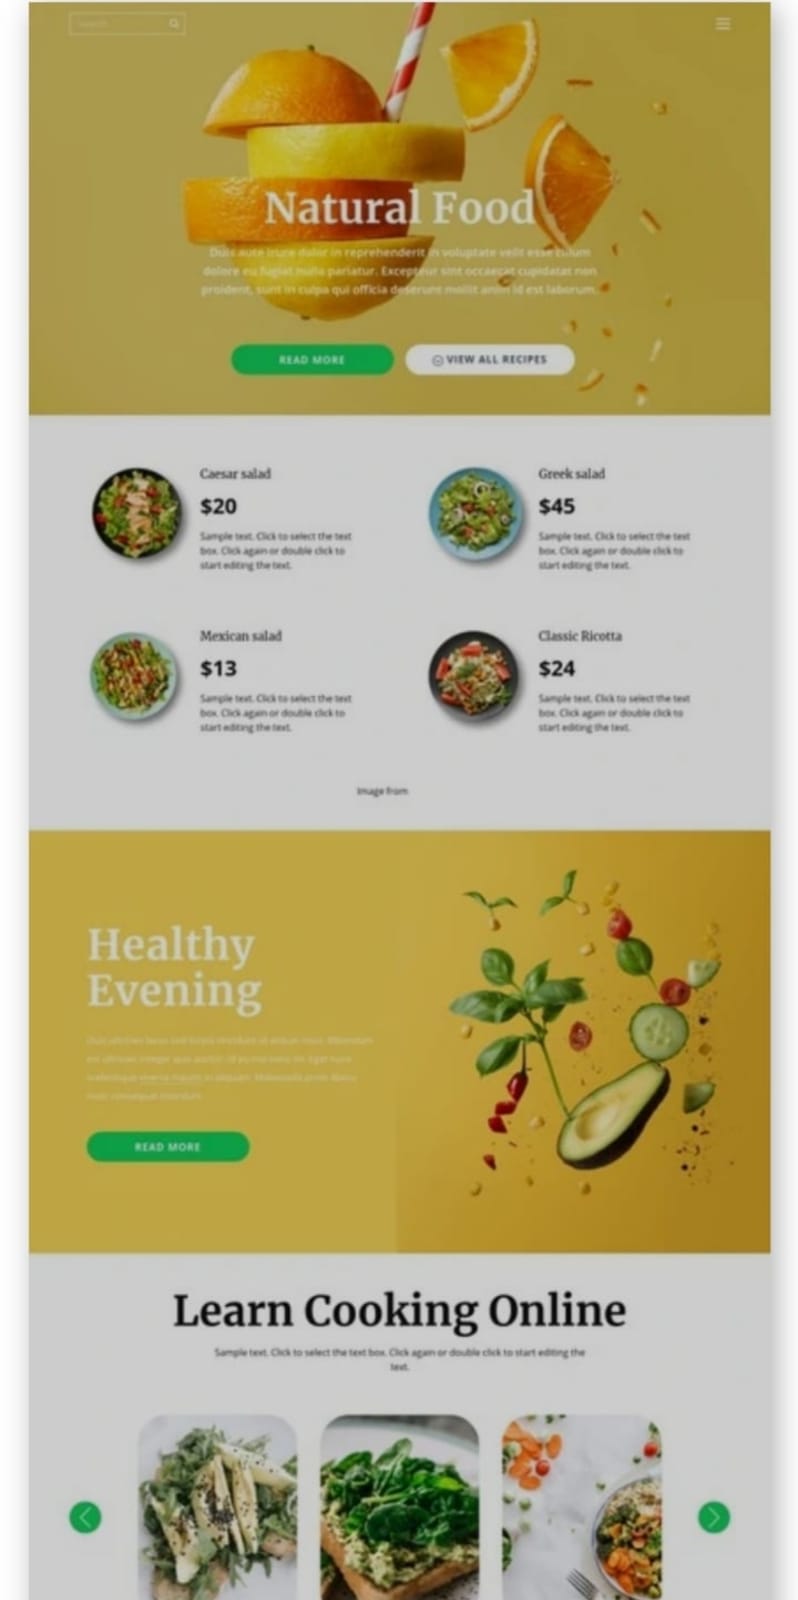 Search
Natural Food
Duis aute irure dolor in reprehenderit in voluptate velit esse cillum
dolore eu fugiat nulla pariatur. Excepteur sint occaecat cupidatat non
proident, sunt in culpa qui officia deserunt mollit anim id est laborum.
READ MORE
VIEW ALL RECIPES
Caesar salad
$20
Sample text. Click to select the text
box. Click again or double click to
start editing the text.
Greek salad
$45
Sample text. Click to select the text
box. Click again or double click to
start editing the text.
Mexican salad
$13
Sample text. Click to select the text
box. Click again or double click to
start editing the text.
Classic Ricotta
$24
Sample text. Click to select the text
box. Click again or double click to
start editing the text.
Image from
Healthy
Evening
READ MORE
Learn Cooking Online
Sample text. Click to select the text box. Click again or double click to start editing the
text.